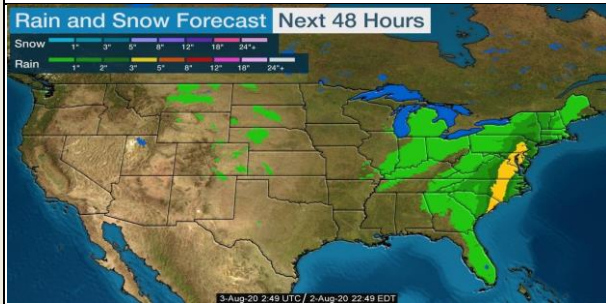 Rain and Snow Forecast Next 48 Hours
Snow
1" 3" 5" 8" 12" 18" 24"+
Rain
1" 2" 3" 5" 8" 12" 18" 24"+
3-Aug-20 2:49 UTC / 2-Aug-20 22:49 EDT